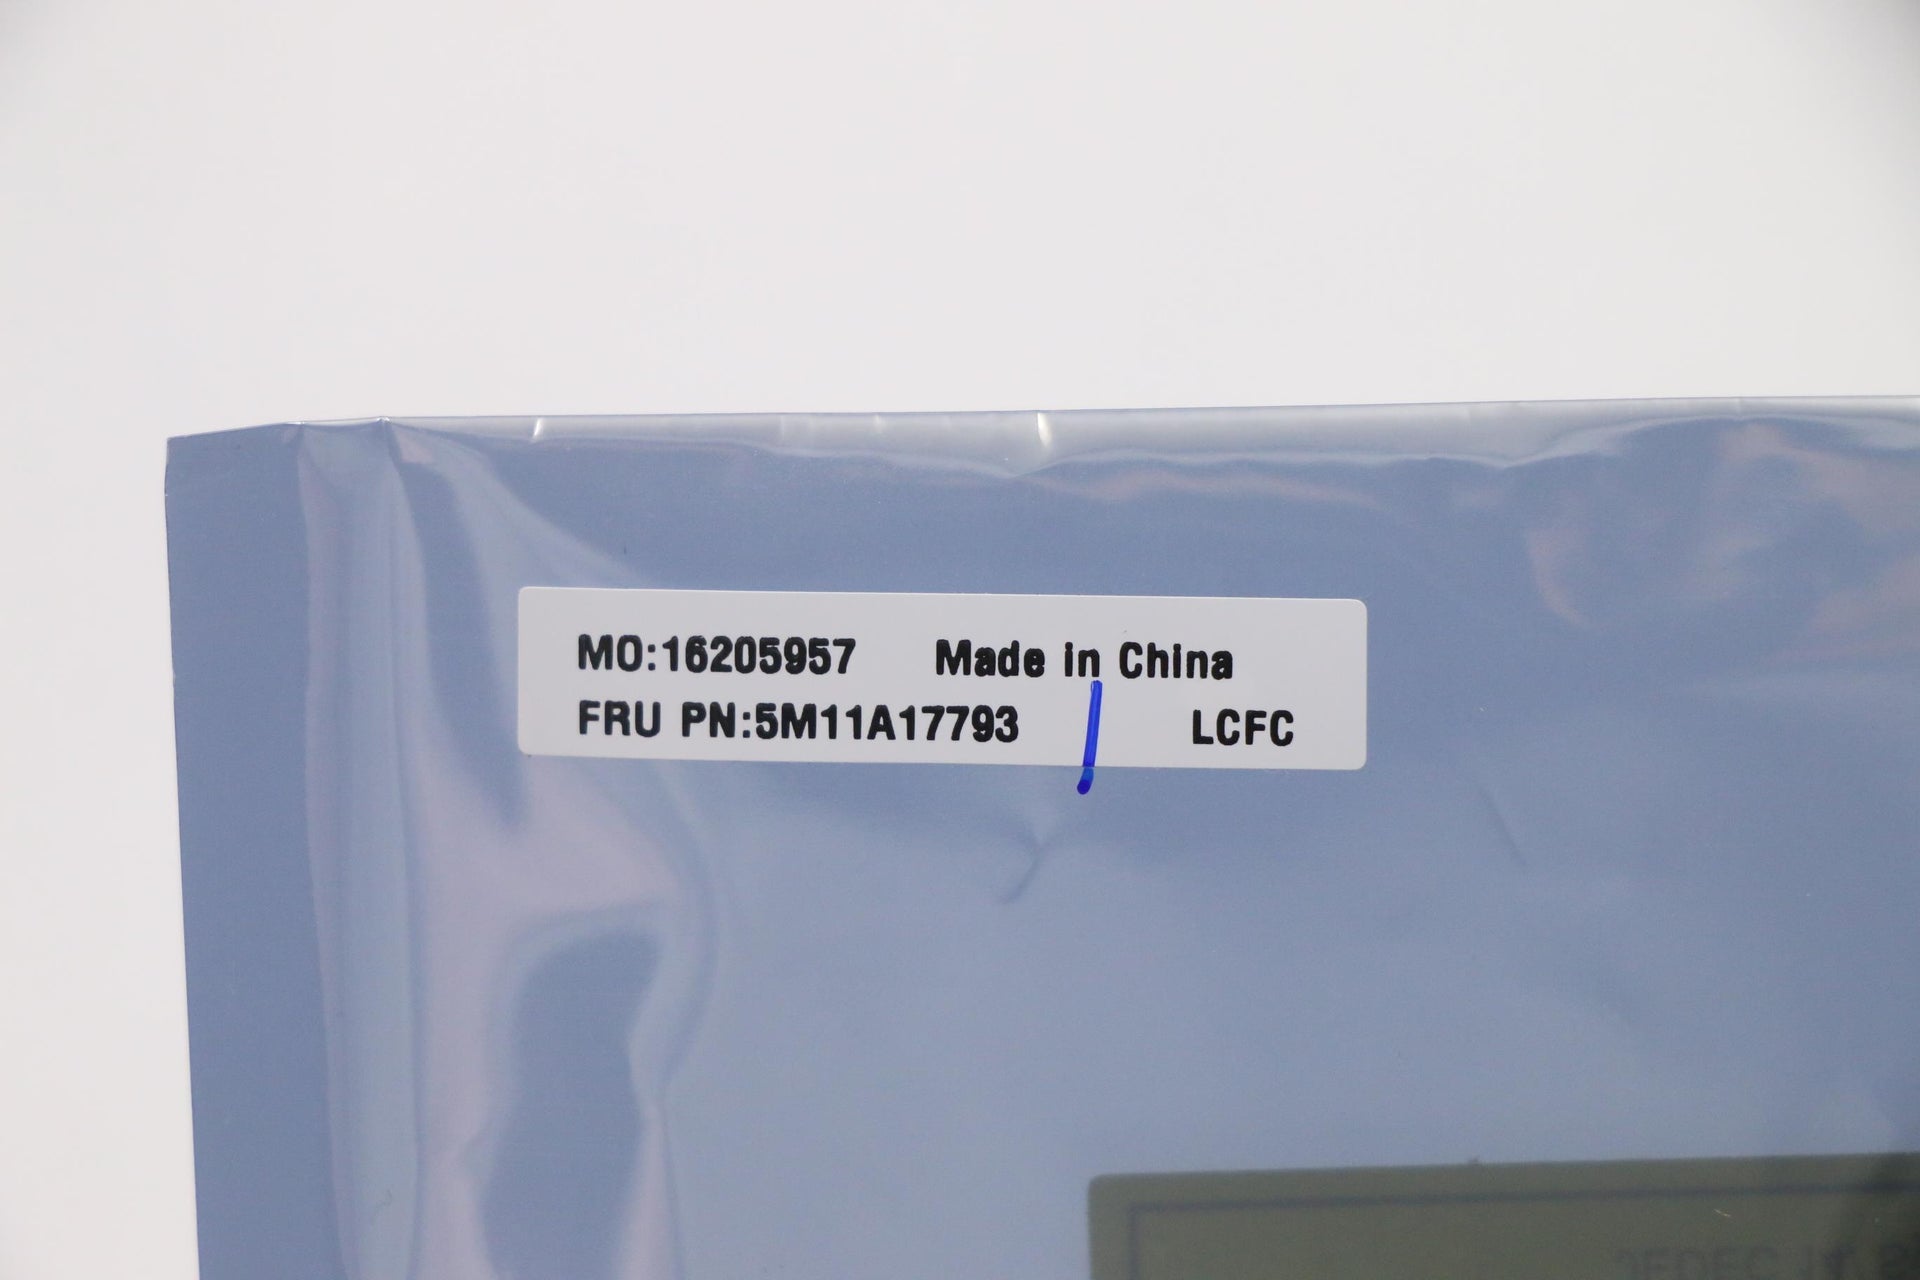 MO:16205957 Made in China
FRU PN:5M11A17793 LCFC